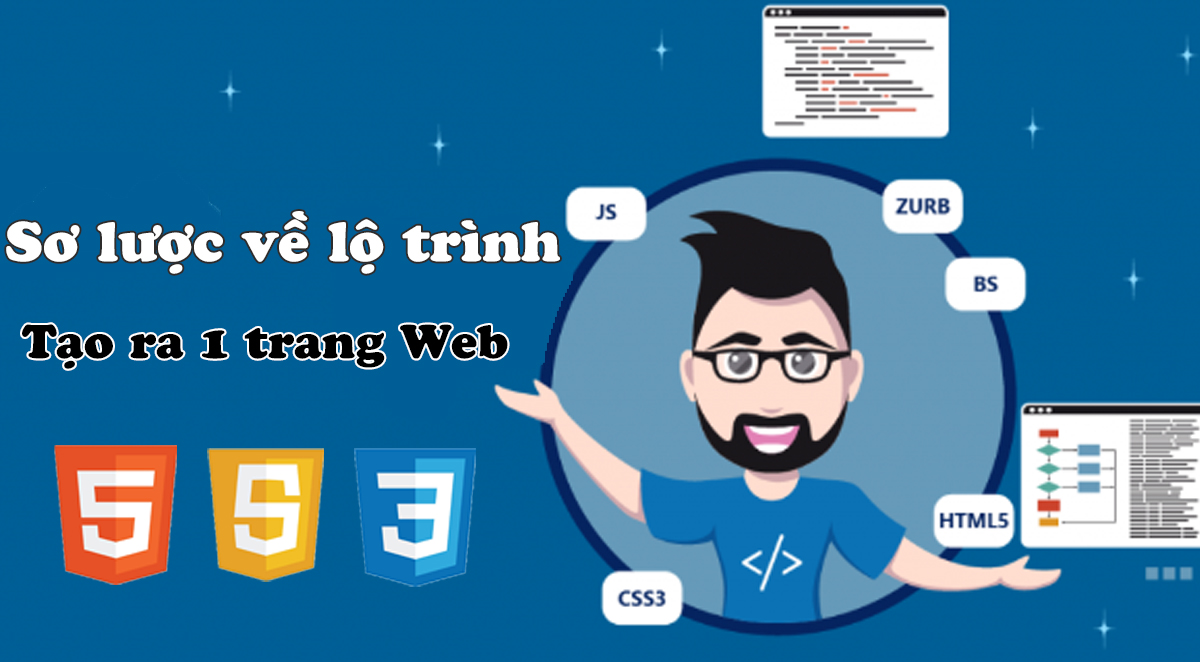 Sơ lược về lộ trình
Tạo ra 1 trang Web
JS
ZURB
BS
HTML5
CSS3
</>